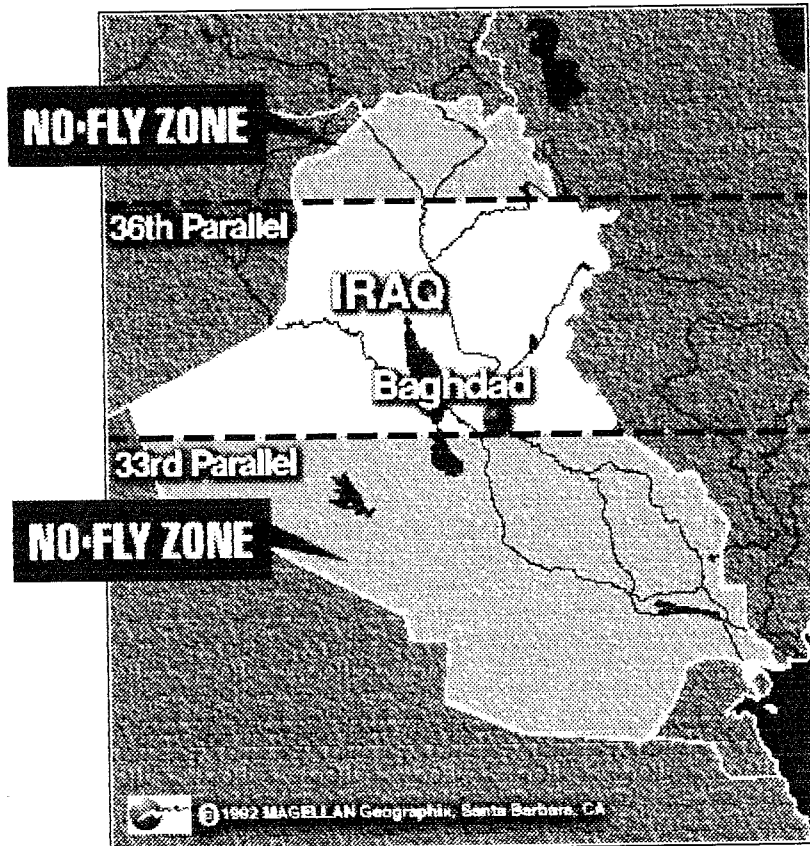 NO-FLY ZONE
36th Parallel
IRAQ
Baghdad
33rd Parallel
NO-FLY ZONE
© 1992 MAGELLAN Geographix, Santa Barbara, CA